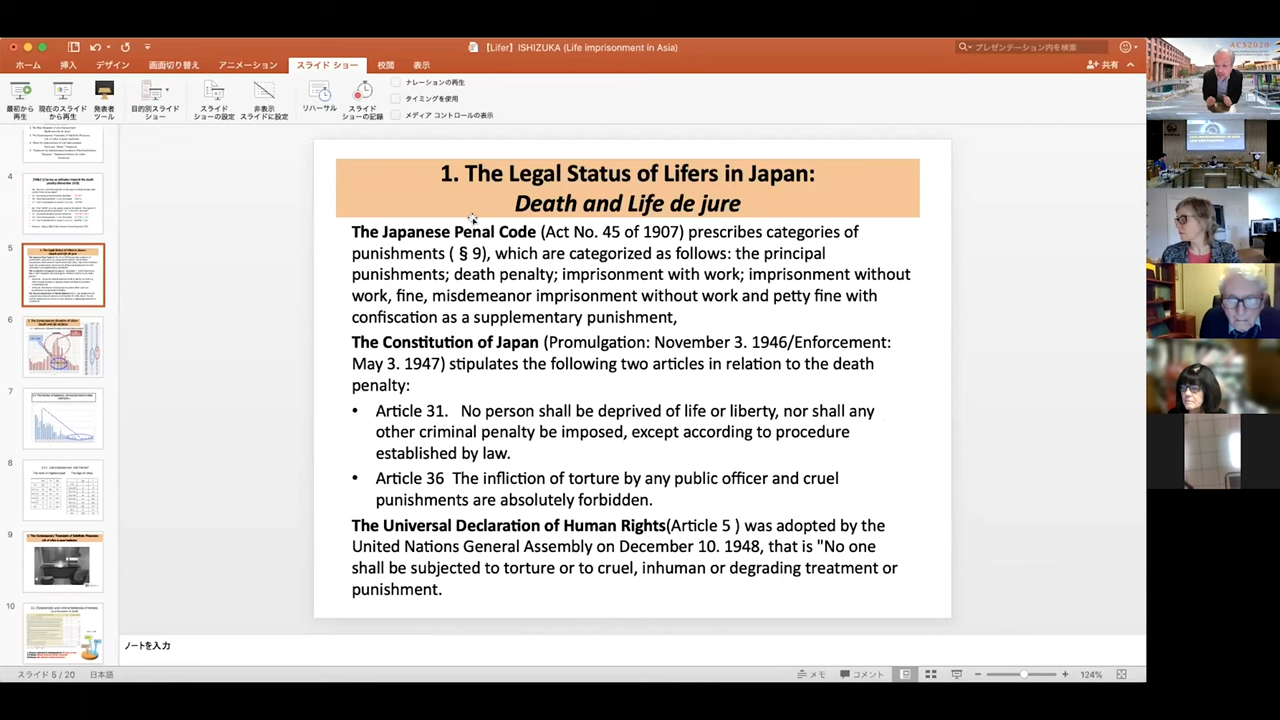 【Lifer】ISHIZUKA (Life imprisonment in Asia)
プレゼンテーション内を検索
ホーム 挿入 デザイン 画面切り替え アニメーション スライド ショー 校閲 表示
共有
最初から再生
現在のスライドから再生
発表者ツール
目的別スライドショー
スライドショーの設定
非表示スライドに設定
リハーサル
スライドショーの記録
ナレーションの再生
タイミングを使用
メディア コントロールの表示
ACS2020
4
5
6
7
8
9
10
1. The Legal Status of Lifers in Japan:
Death and Life de jure
The Japanese Penal Code (Act No. 45 of 1907) prescribes categories of
punishments ( §9), which are categorized as follows: the principal
punishments; death penalty, imprisonment with work, imprisonment without
work, fine, misdemeanor imprisonment without work and petty fine with
confiscation as a supplementary punishment,
The Constitution of Japan (Promulgation: November 3. 1946/Enforcement:
May 3. 1947) stipulates the following two articles in relation to the death
penalty:
• Article 31. No person shall be deprived of life or liberty, nor shall any
other criminal penalty be imposed, except according to procedure
established by law.
• Article 36 The infliction of torture by any public officer and cruel
punishments are absolutely forbidden.
The Universal Declaration of Human Rights(Article 5 ) was adopted by the
United Nations General Assembly on December 10. 1948, that is "No one
shall be subjected to torture or to cruel, inhuman or degrading treatment or
punishment.
ノートを入力
スライド 5 / 20 日本語
メモ コメント 124%